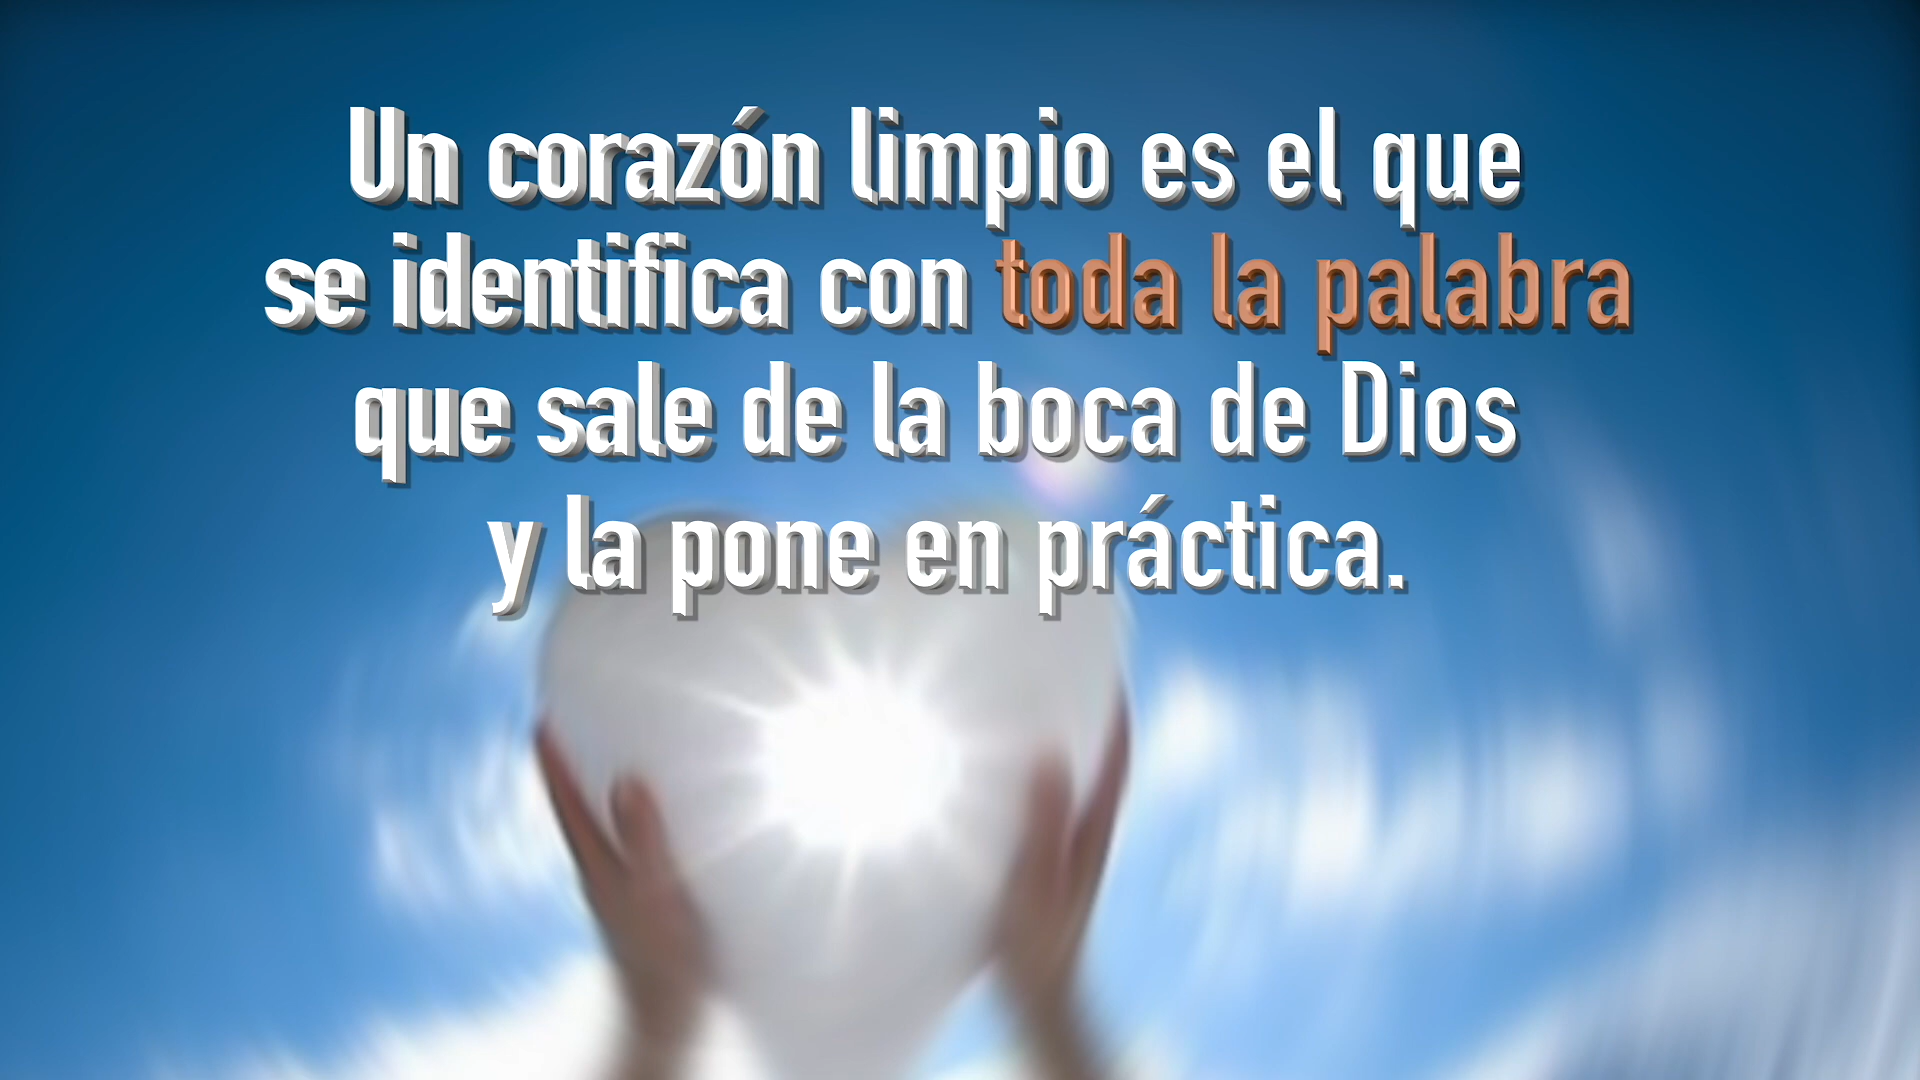 Un corazón limpio es el que
se identifica con toda la palabra
que sale de la boca de Dios
y la pone en práctica.